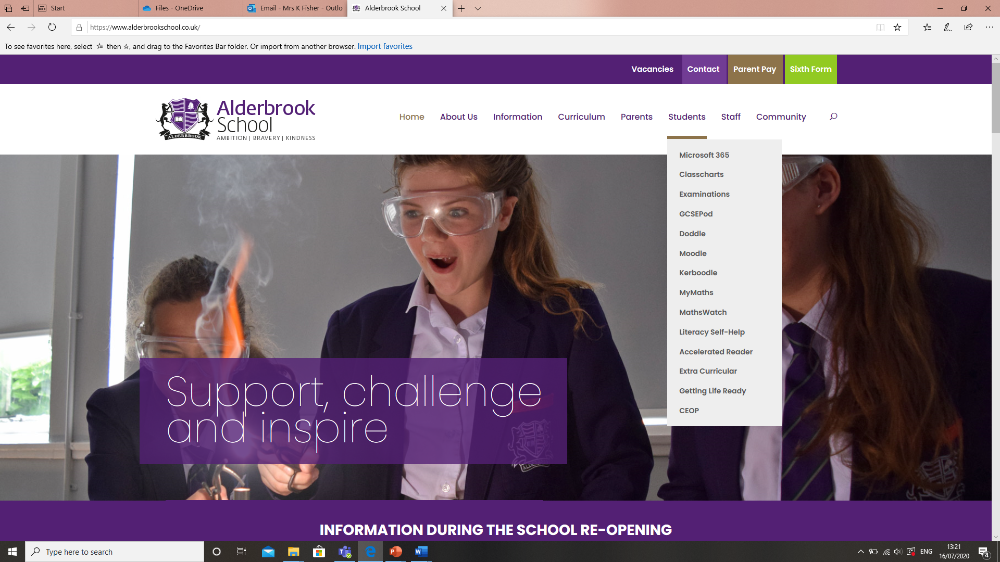 Start
Files - OneDrive
Email - Mrs K Fisher - Outlo
Alderbrook School
https://www.alderbrookschool.co.uk/
To see favorites here, select then ☆, and drag to the Favorites Bar folder. Or import from another browser. Import favorites
Vacancies Contact Parent Pay Sixth Form
ALDERBROOK
Alderbrook
School
AMBITION | BRAVERY | KINDNESS
Home About Us Information Curriculum Parents Students Staff Community
Microsoft 365
Classcharts
Examinations
GCSEPod
Doddle
Moodle
Kerboodle
MyMaths
MathsWatch
Literacy Self-Help
Accelerated Reader
Extra Curricular
Getting Life Ready
CEOP
Support, challenge
and inspire
INFORMATION DURING THE SCHOOL RE-OPENING
Type here to search
ENG
13:21
16/07/2020
4